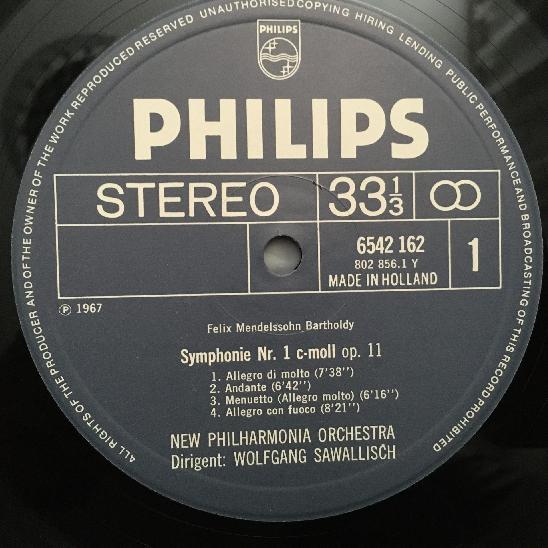 ALL RIGHTS OF THE PRODUCER AND OF THE OWNER OF THE WORK REPRODUCED RESERVED UNAUTHORISED COPYING HIRING LENDING PUBLIC PERFORMANCE AND BROADCASTING OF THIS RECORD PROHIBITED
PHILIPS
PHILIPS
STEREO 33 1/3
6542 162
802 856.1 Y
MADE IN HOLLAND
1
℗ 1967
Felix Mendelssohn Bartholdy
Symphonie Nr. 1 c-moll op. 11
1. Allegro di molto (7'38'')
2. Andante (6'42'')
3. Menuetto (Allegro molto) (6'16'')
4. Allegro con fuoco (8'21'')
NEW PHILHARMONIA ORCHESTRA
Dirigent: WOLFGANG SAWALLISCH